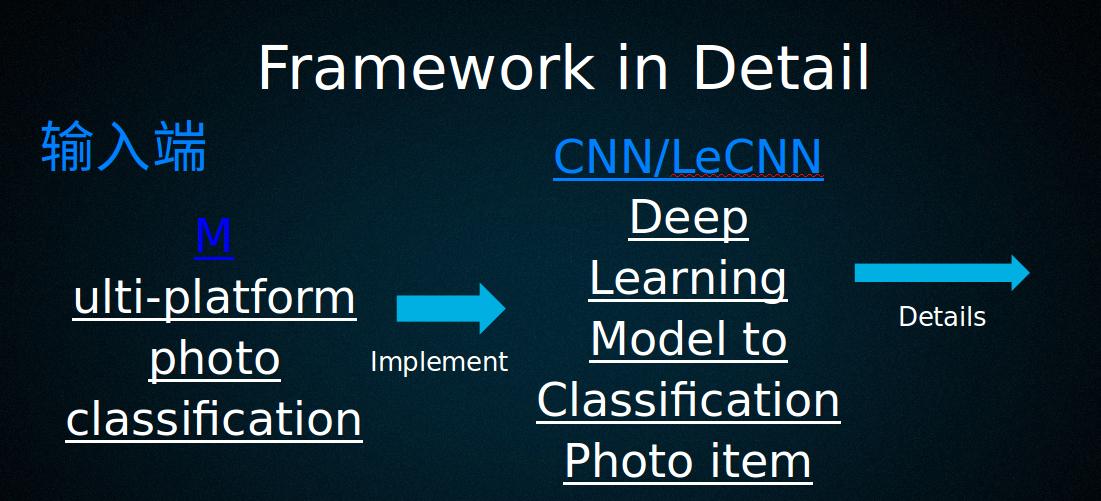 Framework in Detail
输入端
M
ulti-platform
photo
classification
Implement
CNN/LeCNN
Deep
Learning
Model to
Classification
Photo item
Details